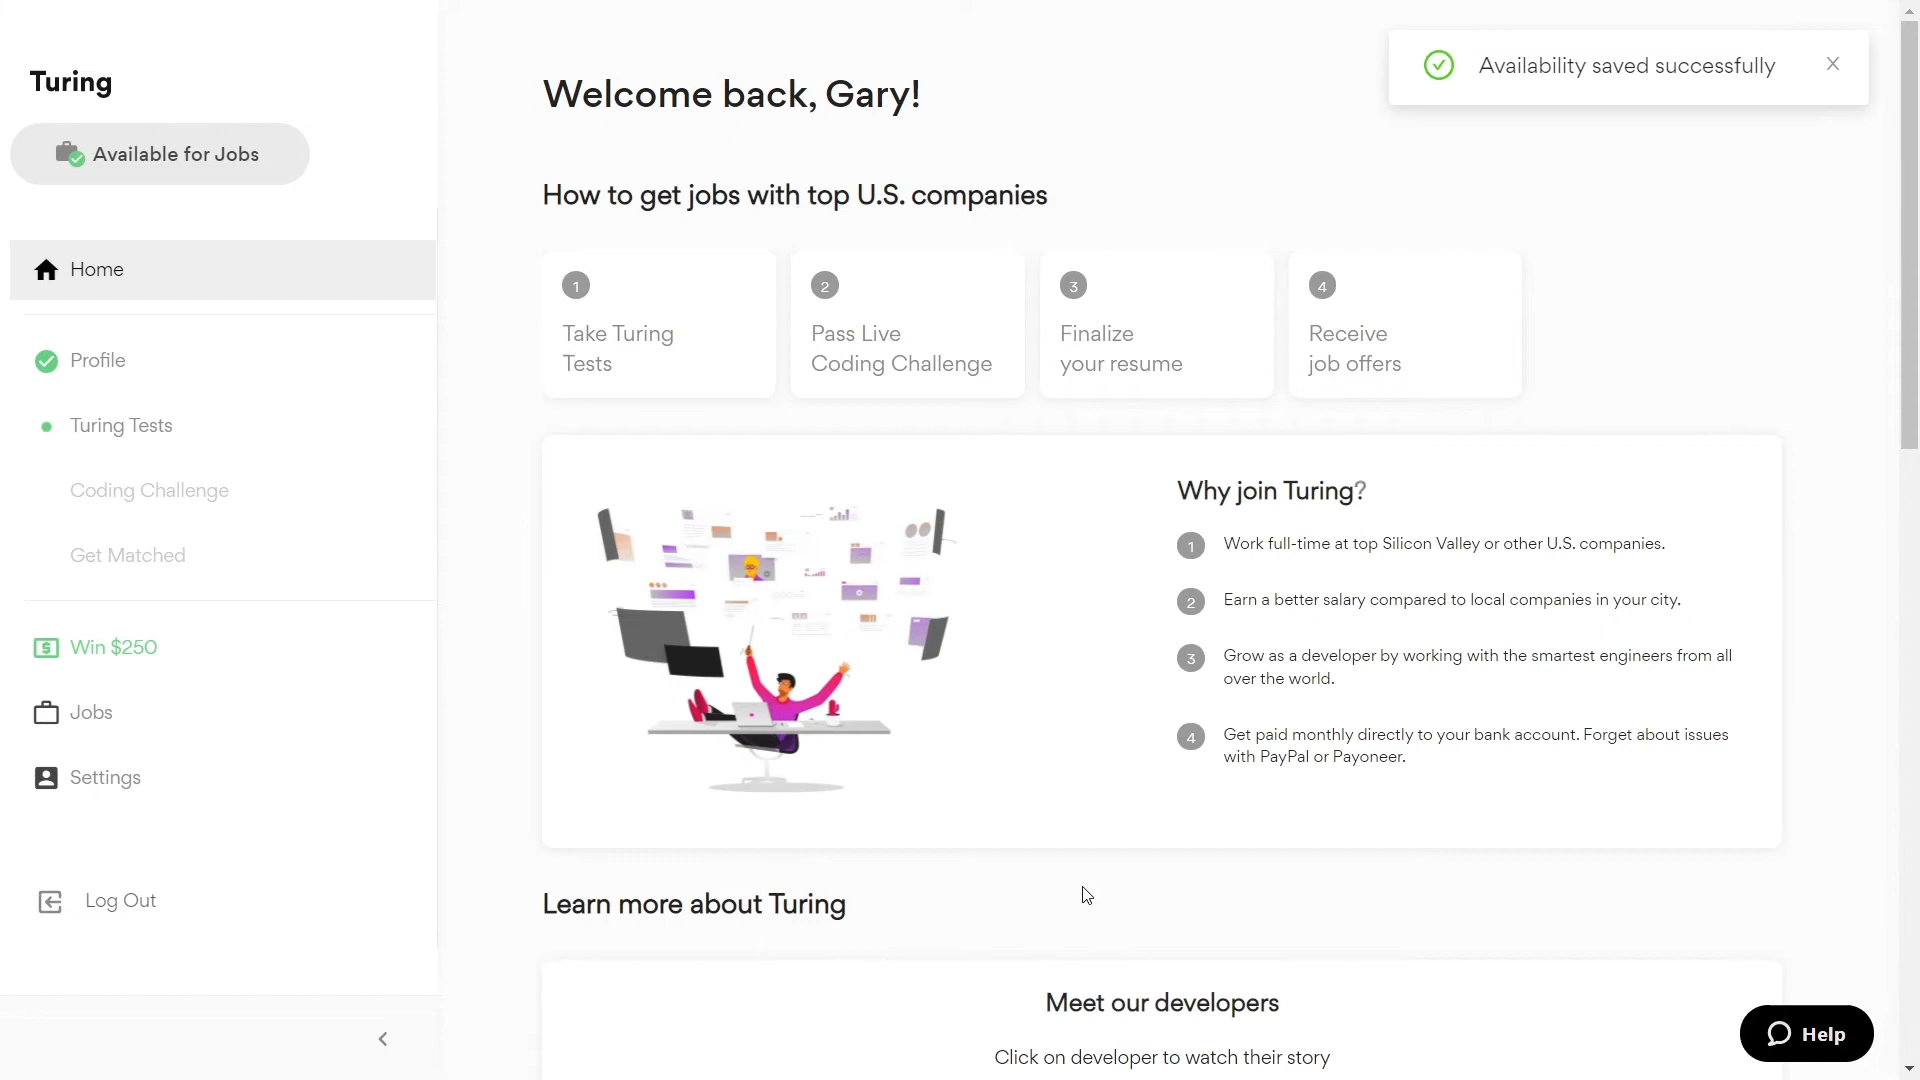 Turing
Available for Jobs
Home
Profile
Turing Tests
Coding Challenge
Get Matched
Win $250
Jobs
Settings
Log Out
Welcome back, Gary!
Availability saved successfully
How to get jobs with top U.S. companies
1
Take Turing
Tests
2
Pass Live
Coding Challenge
3
Finalize
your resume
4
Receive
job offers
Why join Turing?
1 Work full-time at top Silicon Valley or other U.S. companies.
2 Earn a better salary compared to local companies in your city.
3 Grow as a developer by working with the smartest engineers from all
over the world.
4 Get paid monthly directly to your bank account. Forget about issues
with PayPal or Payoneer.
Learn more about Turing
Meet our developers
Click on developer to watch their story
Help